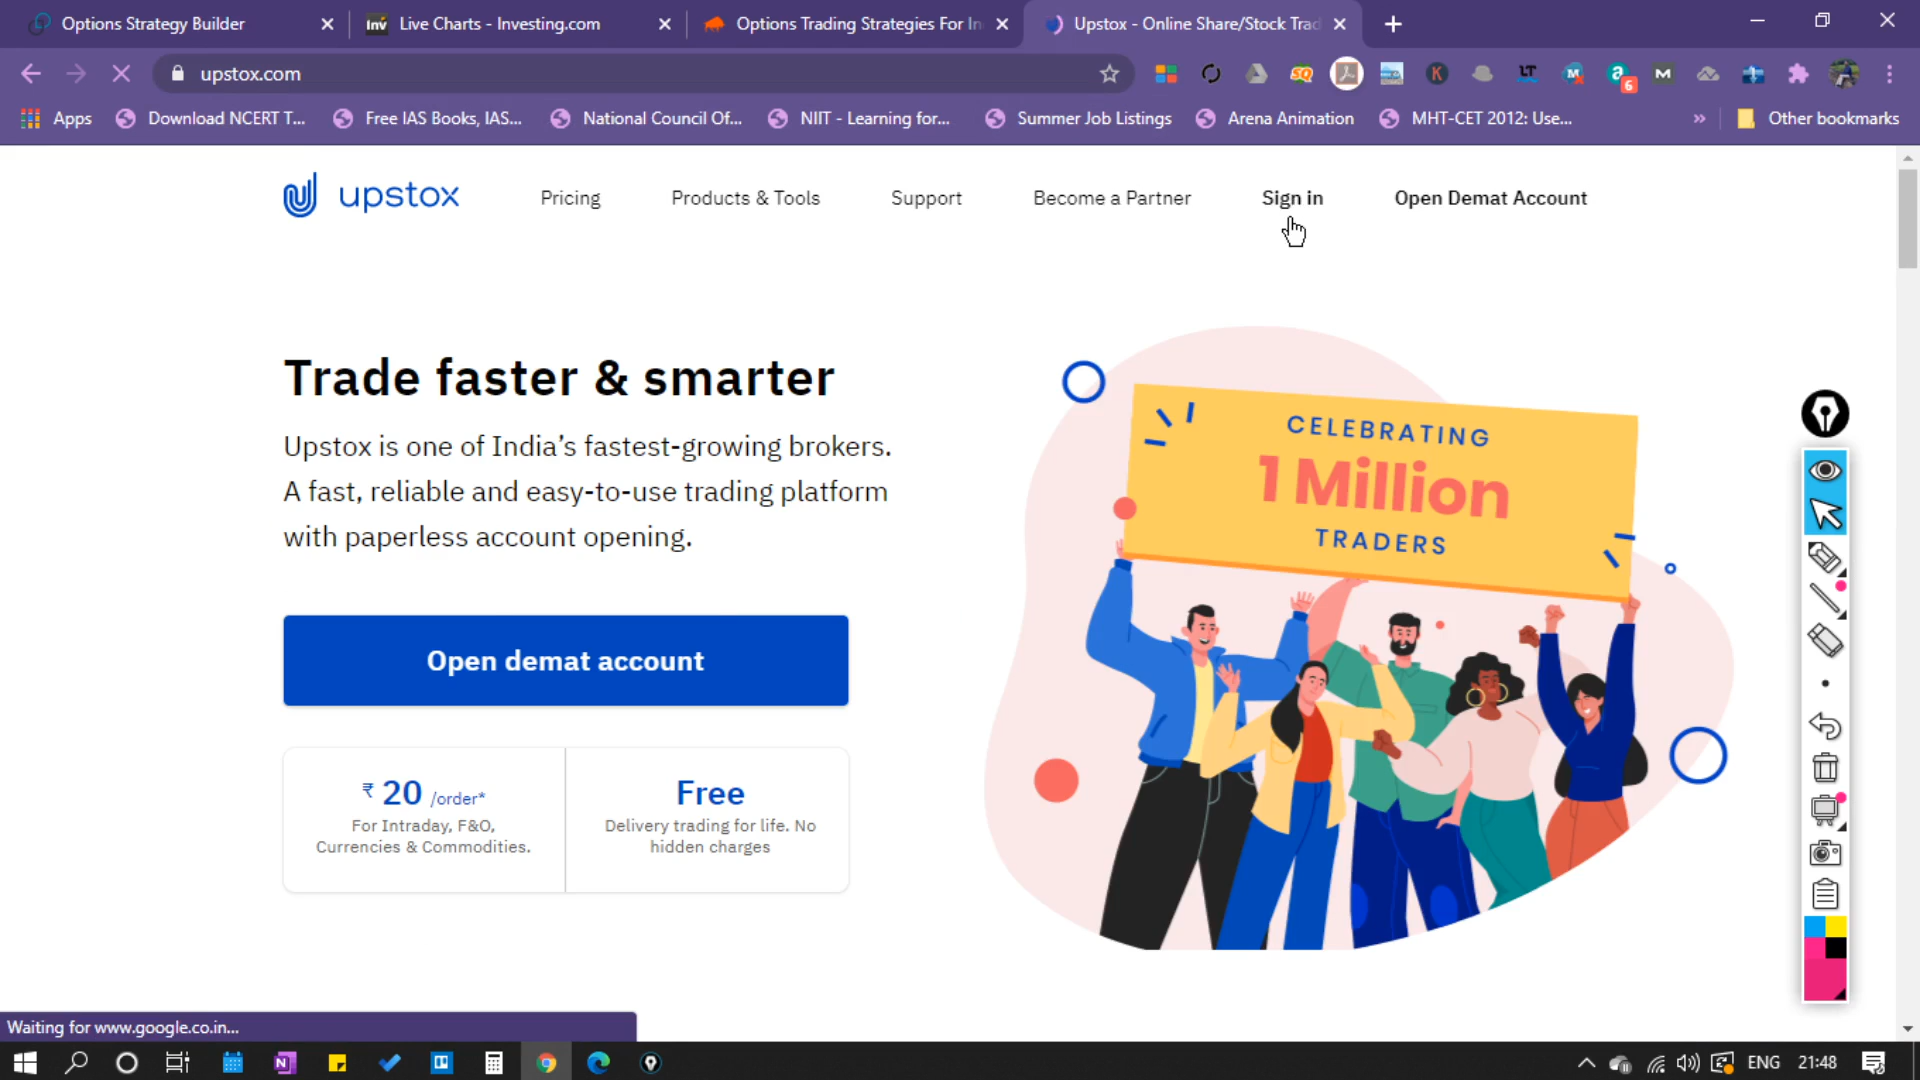 Options Strategy Builder
Inv Live Charts - Investing.com
Options Trading Strategies For In
Upstox - Online Share/Stock Trad
upstox.com
SQ
K
LT
M
a
6
M
Apps
Download NCERT T...
Free IAS Books, IAS...
National Council Of...
NIIT - Learning for...
Summer Job Listings
Arena Animation
MHT-CET 2012: Use...
»
Other bookmarks
upstox
Pricing
Products & Tools
Support
Become a Partner
Sign in
Open Demat Account
Trade faster & smarter
Upstox is one of India's fastest-growing brokers.
A fast, reliable and easy-to-use trading platform
with paperless account opening.
Open demat account
₹ 20 /order*
For Intraday, F&O,
Currencies & Commodities.
Free
Delivery trading for life. No
hidden charges
CELEBRATING
1 Million
TRADERS
Waiting for www.google.co.in...
N
ENG
21:48